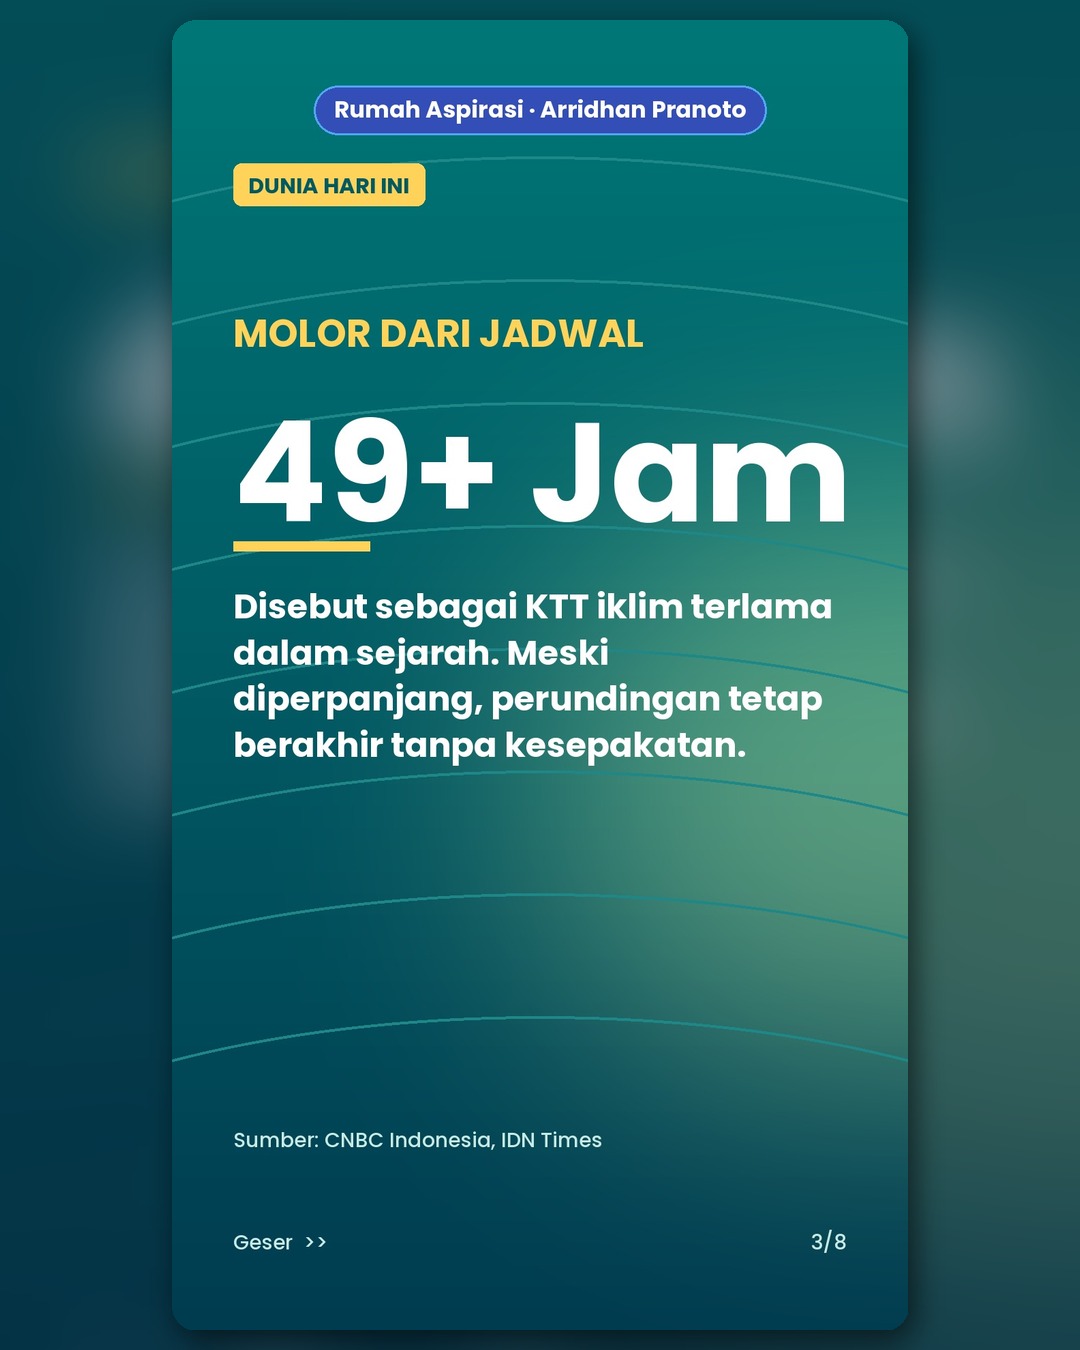 Rumah Aspirasi · Arridhan Pranoto
DUNIA HARI INI
MOLOR DARI JADWAL
49+ Jam
Disebut sebagai KTT iklim terlama
dalam sejarah. Meski
diperpanjang, perundingan tetap
berakhir tanpa kesepakatan.
Sumber: CNBC Indonesia, IDN Times
Geser >>
3/8